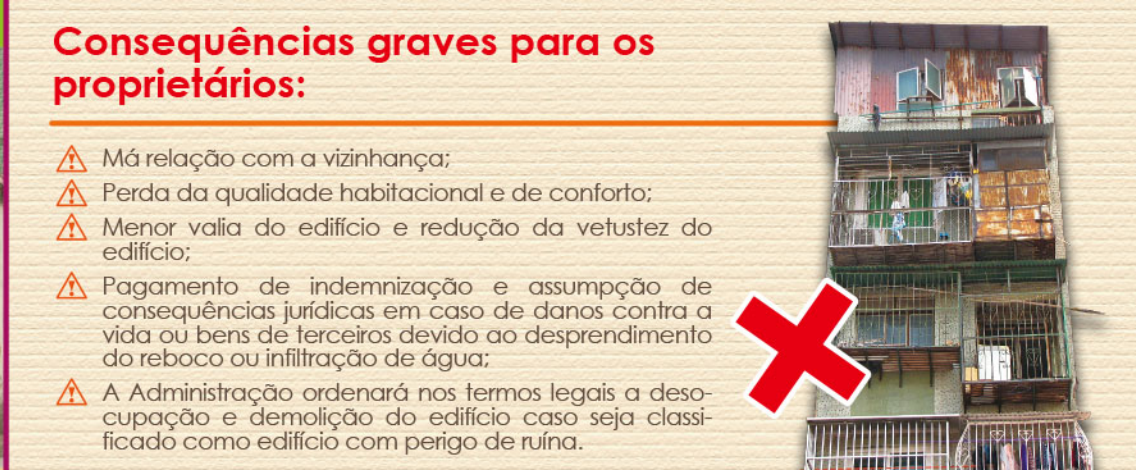 Consequências graves para os
proprietários:
Má relação com a vizinhança;
Perda da qualidade habitacional e de conforto;
Menor valia do edifício e redução da vetustez do
edifício;
Pagamento de indemnização e assumpção de
consequências jurídicas em caso de danos contra a
vida ou bens de terceiros devido ao desprendimento
do reboco ou infiltração de água;
A Administração ordenará nos termos legais a deso-
cupação e demolição do edifício caso seja classi-
ficado como edifício com perigo de ruína.